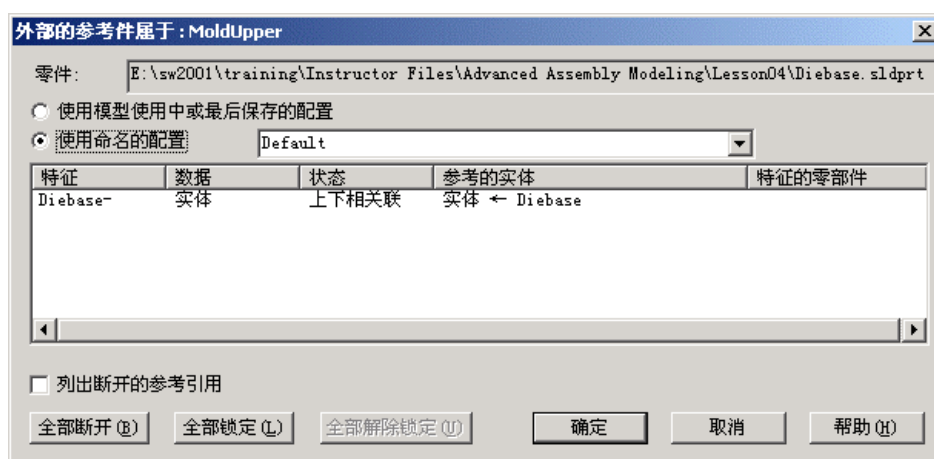 外部的参考件属于:MoldUpper
零件: E:\sw2001\training\Instructor Files\Advanced Assembly Modeling\Lesson04\Diebase.sldprt
使用模型使用中或最后保存的配置
使用命名的配置 Default
特征 数据 状态 参考的实体 特征的零部件
Diebase- 实体 上下相关联 实体 ← Diebase
列出断开的参考引用
全部断开(B) 全部锁定(L) 全部解除锁定(U) 确定 取消 帮助(H)